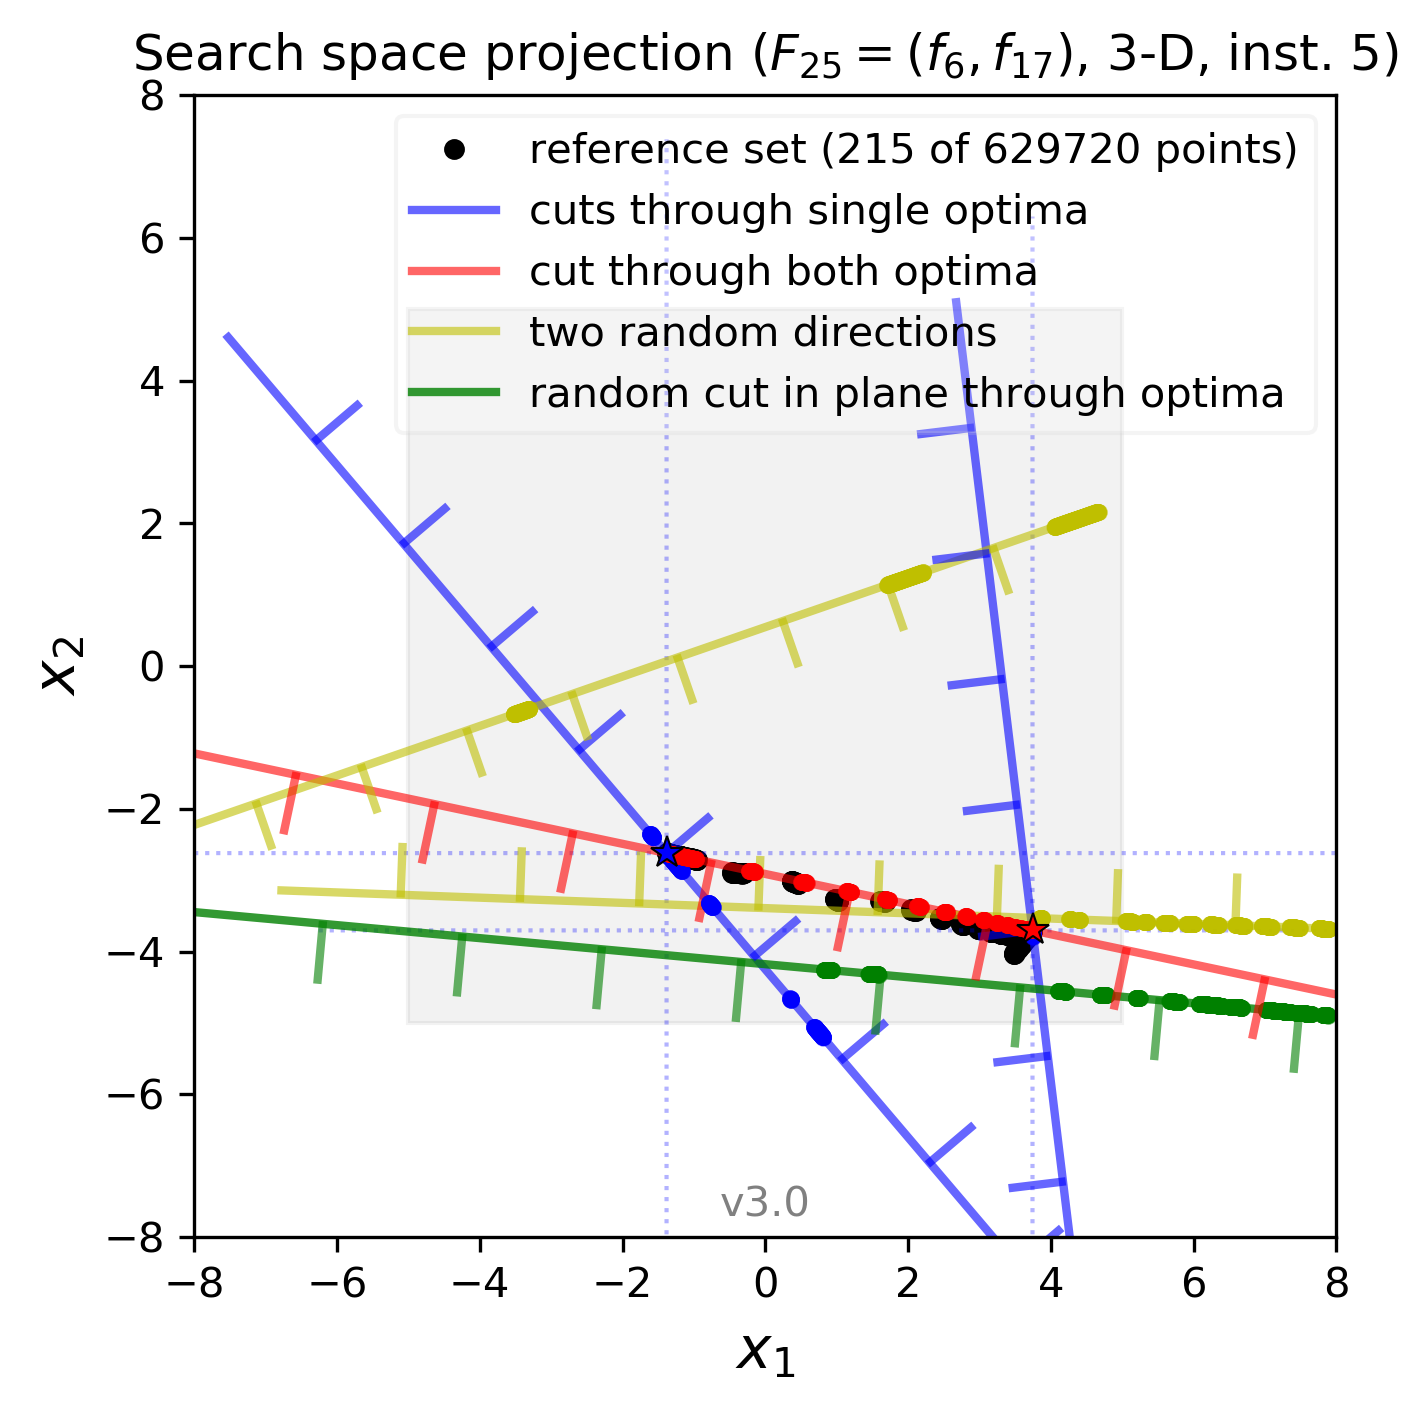 Search space projection (F₂₅ = (f₆, f₁₇), 3-D, inst. 5)
reference set (215 of 629720 points)
cuts through single optima
cut through both optima
two random directions
random cut in plane through optima
8
6
4
2
0
−2
−4
−6
−8
x₂
v3.0
−8 −6 −4 −2 0 2 4 6 8
x₁